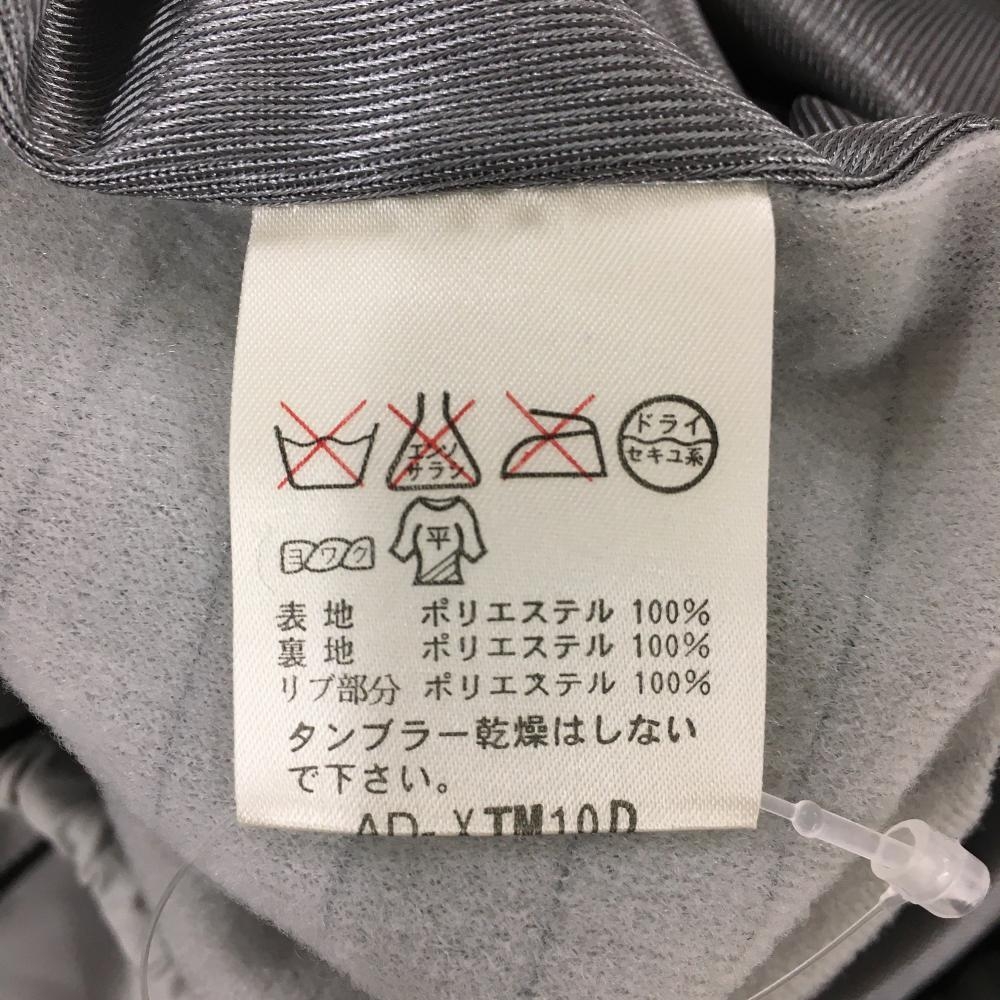 エンソ
サラシ
ドライ
セキユ系
ヨワク
平
表地 ポリエステル 100%
裏地 ポリエステル 100%
リブ部分 ポリエステル 100%
タンブラー乾燥はしない
で下さい。
AD-XTM10D